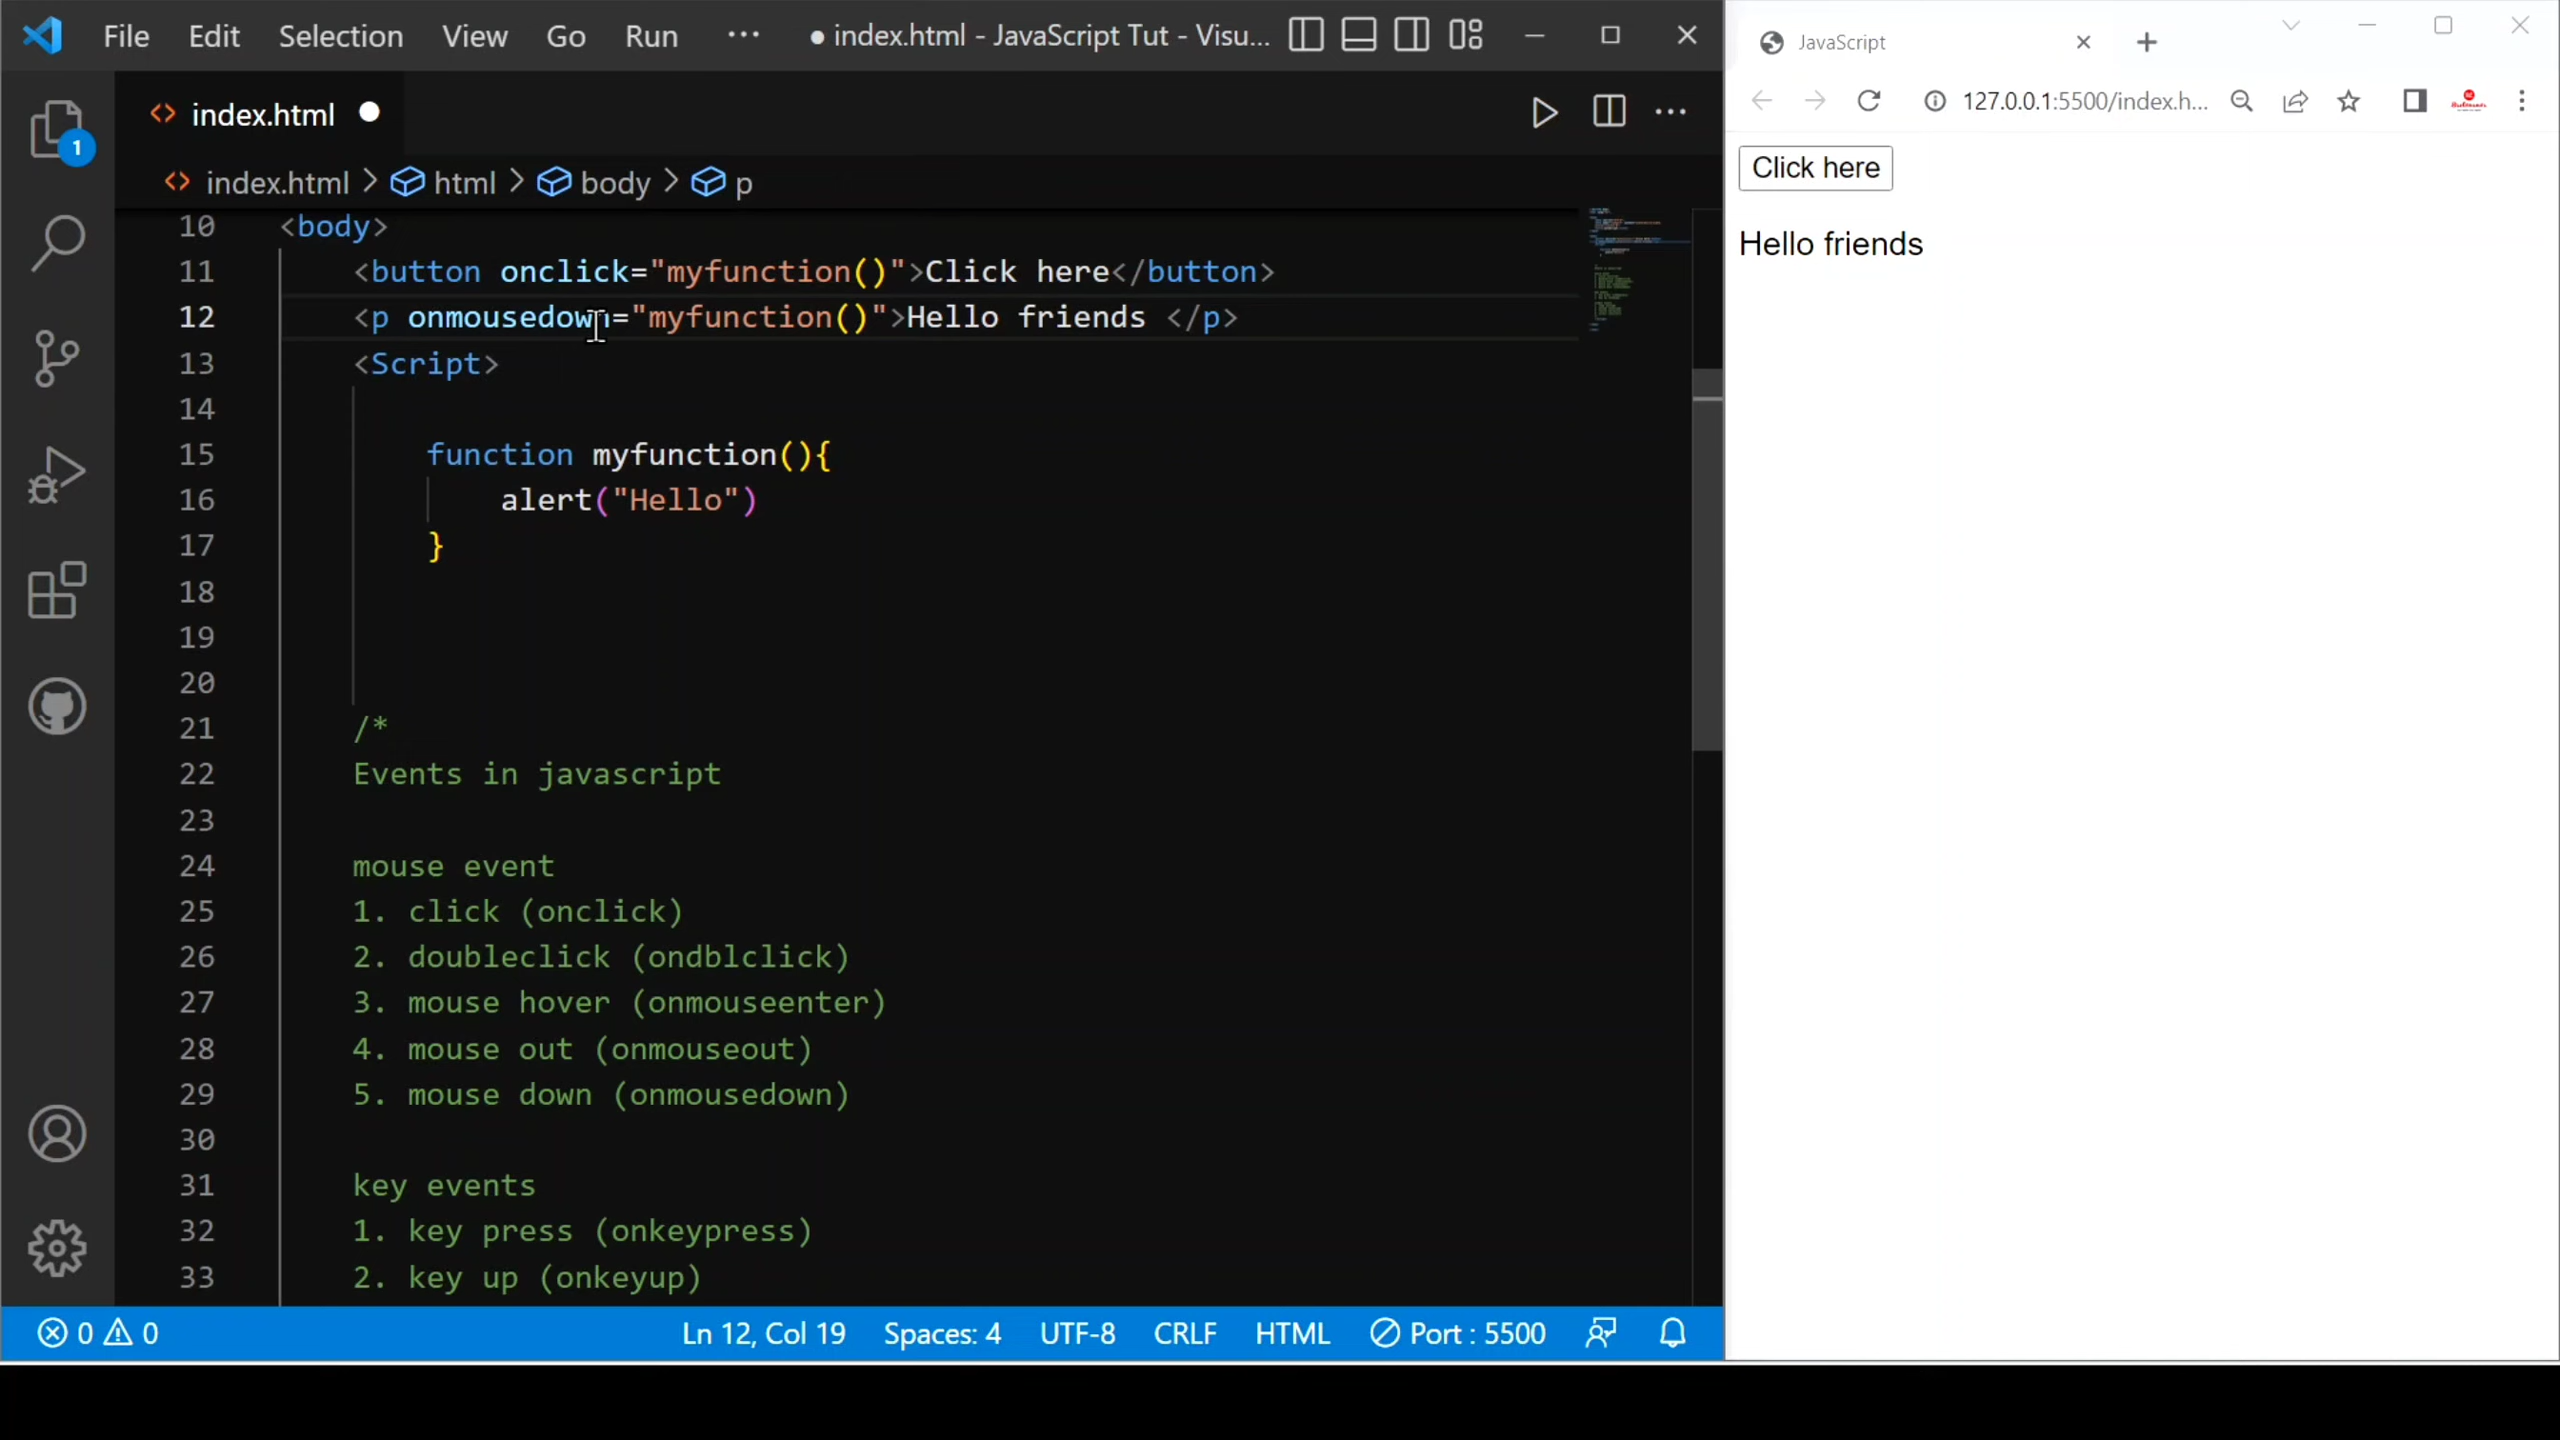 File Edit Selection View Go Run ··· ● index.html - JavaScript Tut - Visu...
index.html
index.html > html > body > p
1
10 <body>
11 <button onclick="myfunction()">Click here</button>
12 <p onmousedown="myfunction()">Hello friends </p>
13 <Script>
14
15 function myfunction(){
16 alert("Hello")
17 }
18
19
20
21 /*
22 Events in javascript
23
24 mouse event
25 1. click (onclick)
26 2. doubleclick (ondblclick)
27 3. mouse hover (onmouseenter)
28 4. mouse out (onmouseout)
29 5. mouse down (onmousedown)
30
31 key events
32 1. key press (onkeypress)
33 2. key up (onkeyup)
0 0 Ln 12, Col 19 Spaces: 4 UTF-8 CRLF HTML Port : 5500
JavaScript
127.0.0.1:5500/index.h...
Click here
Hello friends